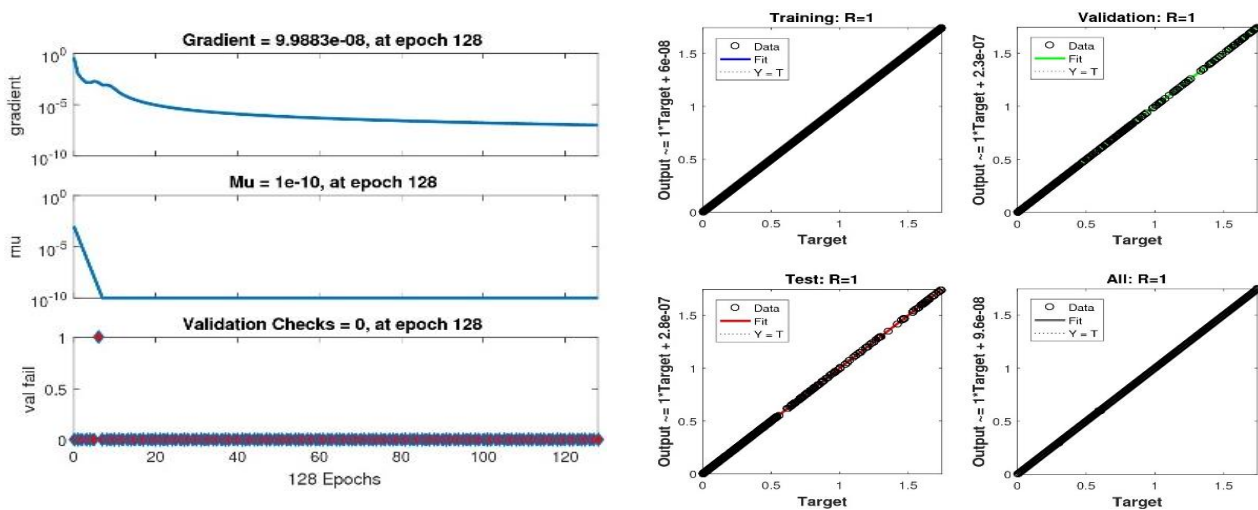 Gradient = 9.9883e-08, at epoch 128
10^0
10^-5
10^-10
gradient
Mu = 1e-10, at epoch 128
10^0
10^-5
10^-10
mu
Validation Checks = 0, at epoch 128
1
0.5
0
val fail
0 20 40 60 80 100 120
128 Epochs
Training: R=1
Data
Fit
Y = T
Output ~= 1*Target + 6e-08
1.5
1
0.5
0
0 0.5 1 1.5
Target
Validation: R=1
Data
Fit
Y = T
Output ~= 1*Target + 2.3e-07
1.5
1
0.5
0
0 0.5 1 1.5
Target
Test: R=1
Data
Fit
Y = T
Output ~= 1*Target + 2.8e-07
1.5
1
0.5
0
0 0.5 1 1.5
Target
All: R=1
Data
Fit
Y = T
Output ~= 1*Target + 9.6e-08
1.5
1
0.5
0
0 0.5 1 1.5
Target